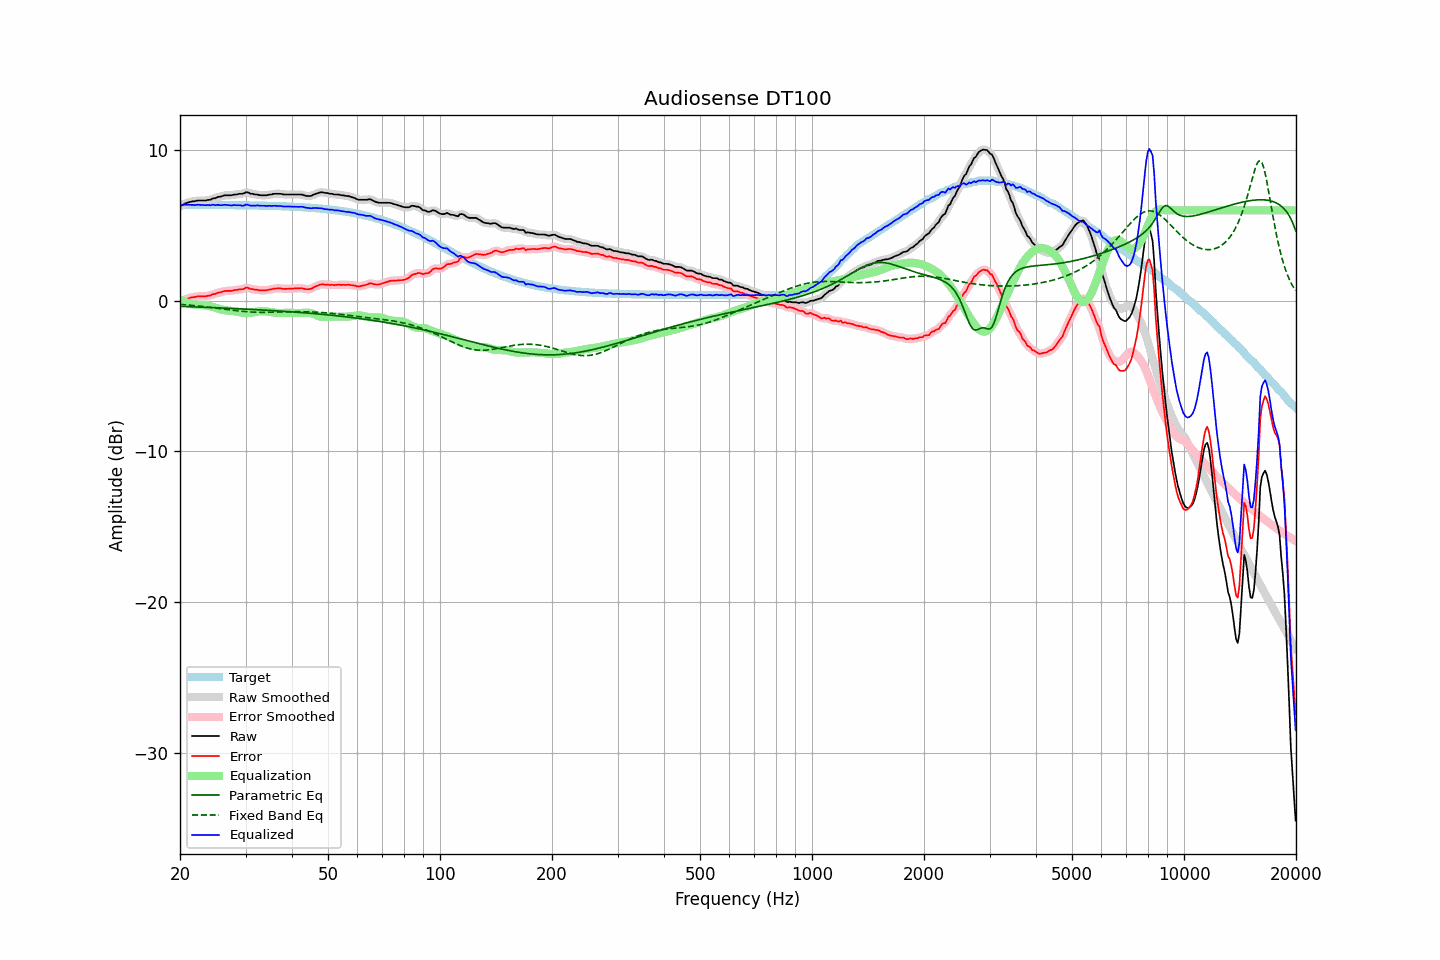 Audiosense DT100
Amplitude (dBr)
10
0
−10
−20
−30
Target
Raw Smoothed
Error Smoothed
Raw
Error
Equalization
Parametric Eq
Fixed Band Eq
Equalized
20 50 100 200 500 1000 2000 5000 10000 20000
Frequency (Hz)